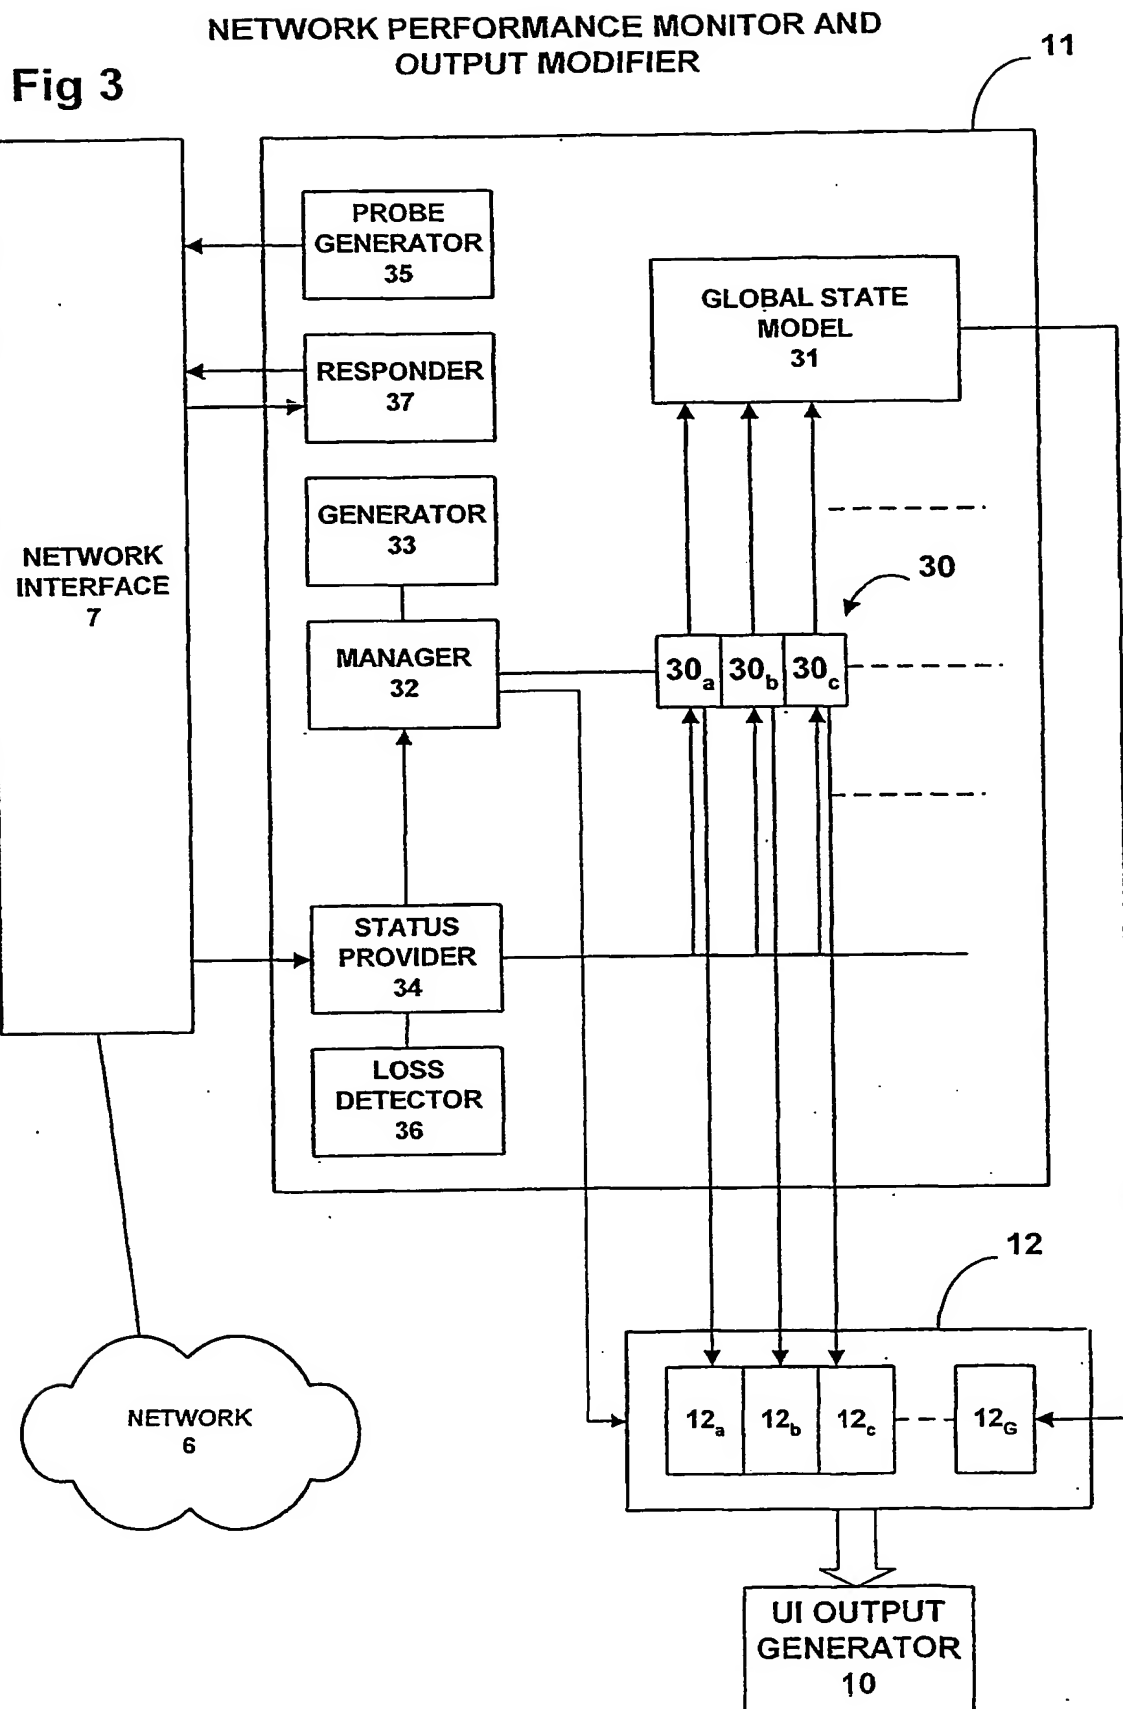 NETWORK PERFORMANCE MONITOR AND
OUTPUT MODIFIER
11
Fig 3
PROBE
GENERATOR
35
GLOBAL STATE
MODEL
31
RESPONDER
37
GENERATOR
33
NETWORK
INTERFACE
7
30
MANAGER
32
30a 30b 30c
STATUS
PROVIDER
34
LOSS
DETECTOR
36
12
NETWORK
6
12a 12b 12c 12G
UI OUTPUT
GENERATOR
10